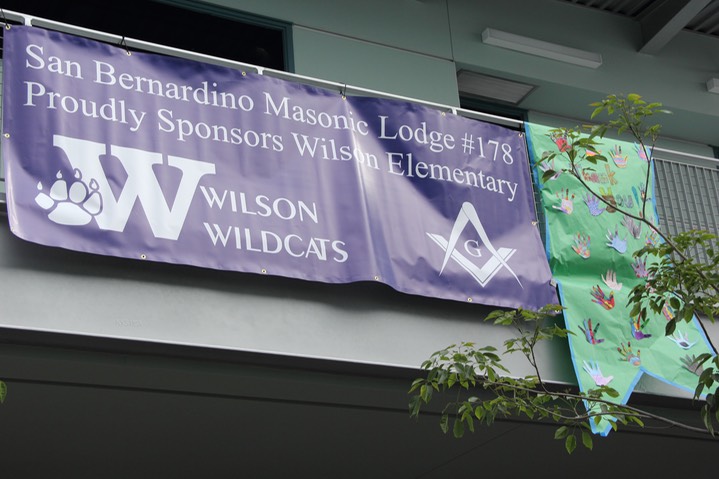 San Bernardino Masonic Lodge #178
Proudly Sponsors Wilson Elementary
W
WILSON
WILDCATS
G